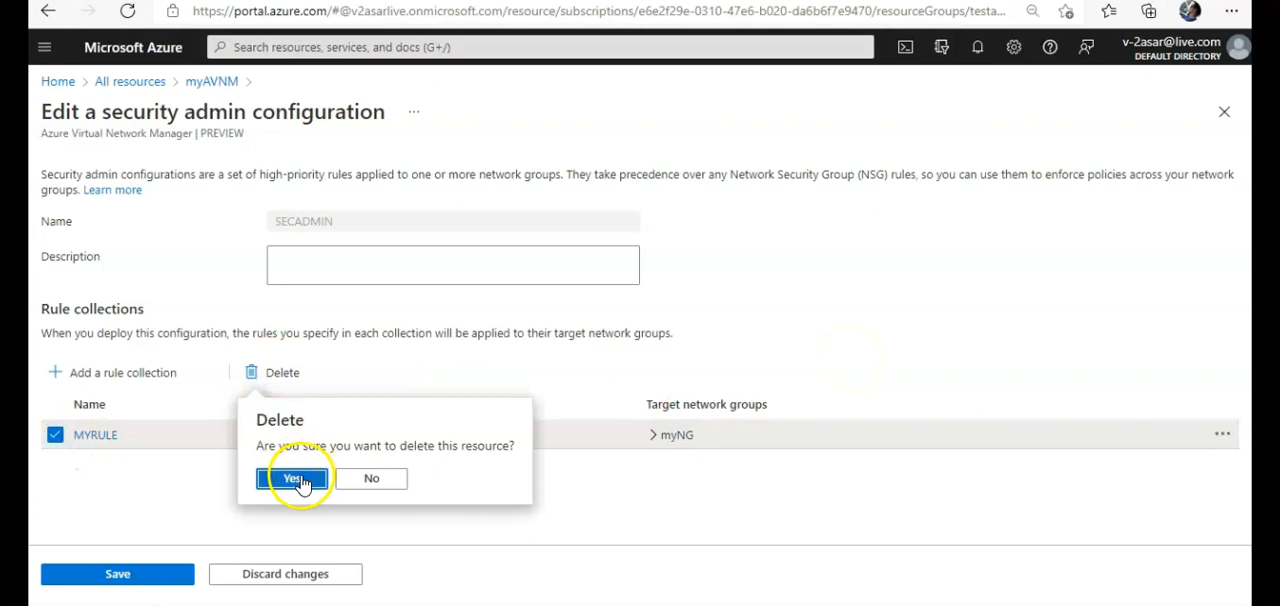 https://portal.azure.com/#@v2asarlive.onmicrosoft.com/resource/subscriptions/e6e2f29e-0310-47e6-b020-da6b6f7e9470/resourceGroups/testa...
Microsoft Azure
Search resources, services, and docs (G+/)
v-2asar@live.com
DEFAULT DIRECTORY
Home > All resources > myAVNM >
Edit a security admin configuration ...
Azure Virtual Network Manager | PREVIEW
Security admin configurations are a set of high-priority rules applied to one or more network groups. They take precedence over any Network Security Group (NSG) rules, so you can use them to enforce policies across your network
groups. Learn more
Name
SECADMIN
Description
Rule collections
When you deploy this configuration, the rules you specify in each collection will be applied to their target network groups.
+ Add a rule collection
Delete
Name
Target network groups
MYRULE
> myNG
Delete
Are you sure you want to delete this resource?
Yes
No
Save
Discard changes